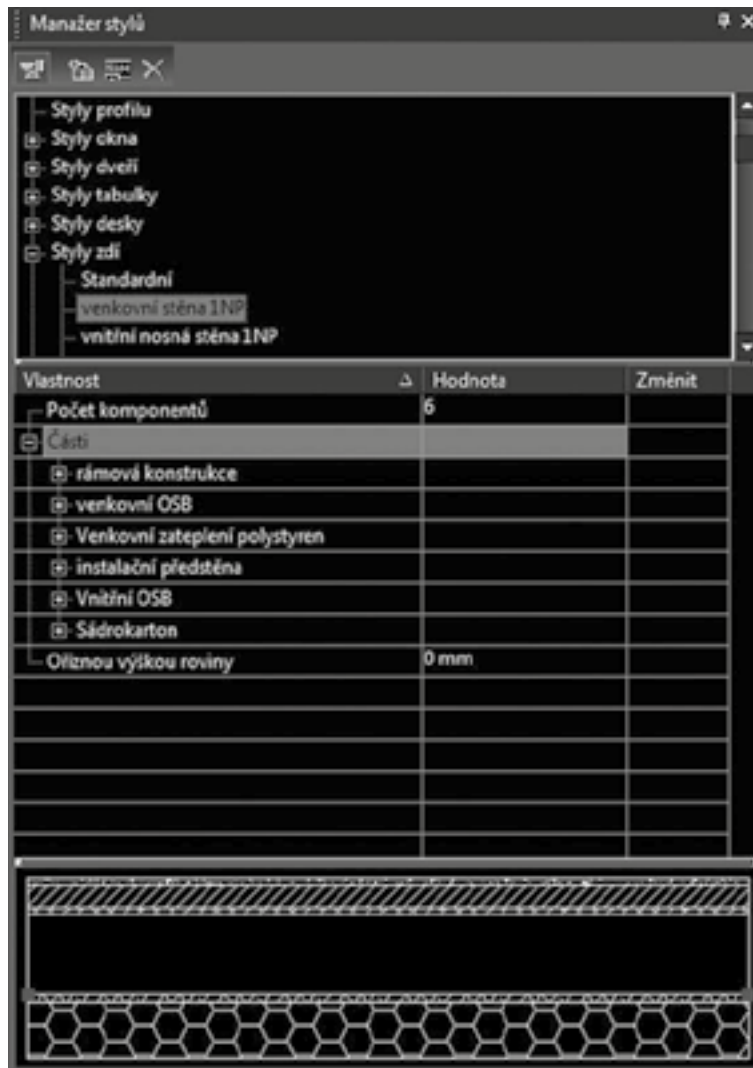 Manažer stylů
Styly profilu
Styly okna
Styly dveří
Styly tabulky
Styly desky
Styly zdí
Standardní
venkovní stěna 1NP
vnitřní nosná stěna 1NP
Vlastnost Hodnota Změnit
Počet komponentů 6
Části
rámová konstrukce
venkovní OSB
Venkovní zateplení polystyren
instalační předstěna
Vnitřní OSB
Sádrokarton
Oříznou výškou roviny 0 mm